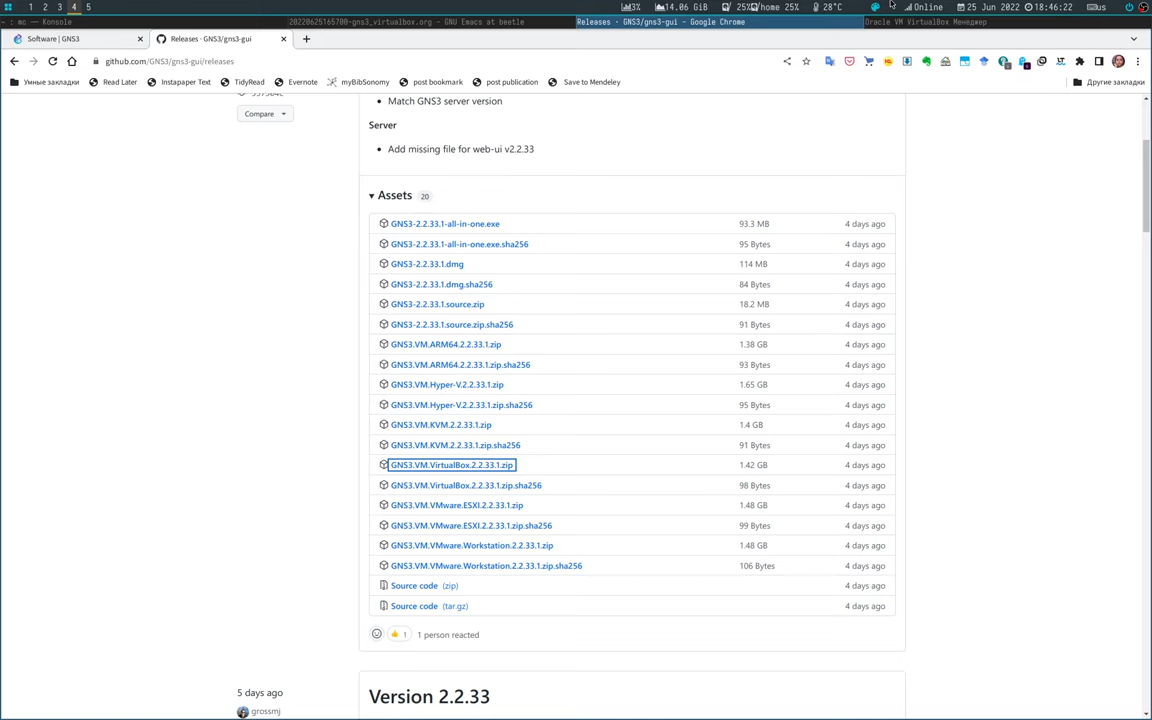 1 2 3 4 5 3% 14.06 GiB 25% /home 25% 28°C Online 25 Jun 2022 18:46:22 us
: mc — Konsole 20220625165700-gns3_virtualbox.org - GNU Emacs at beetle Releases · GNS3/gns3-gui - Google Chrome Oracle VM VirtualBox Менеджер
Software | GNS3 Releases · GNS3/gns3-gui
github.com/GNS3/gns3-gui/releases
Умные закладки Read Later Instapaper Text TidyRead Evernote myBibSonomy post bookmark post publication Save to Mendeley Другие закладки
Compare
• Match GNS3 server version
Server
• Add missing file for web-ui v2.2.33
Assets 20
GNS3-2.2.33.1-all-in-one.exe 93.3 MB 4 days ago
GNS3-2.2.33.1-all-in-one.exe.sha256 95 Bytes 4 days ago
GNS3-2.2.33.1.dmg 114 MB 4 days ago
GNS3-2.2.33.1.dmg.sha256 84 Bytes 4 days ago
GNS3-2.2.33.1.source.zip 18.2 MB 4 days ago
GNS3-2.2.33.1.source.zip.sha256 91 Bytes 4 days ago
GNS3.VM.ARM64.2.2.33.1.zip 1.38 GB 4 days ago
GNS3.VM.ARM64.2.2.33.1.zip.sha256 93 Bytes 4 days ago
GNS3.VM.Hyper-V.2.2.33.1.zip 1.65 GB 4 days ago
GNS3.VM.Hyper-V.2.2.33.1.zip.sha256 95 Bytes 4 days ago
GNS3.VM.KVM.2.2.33.1.zip 1.4 GB 4 days ago
GNS3.VM.KVM.2.2.33.1.zip.sha256 91 Bytes 4 days ago
GNS3.VM.VirtualBox.2.2.33.1.zip 1.42 GB 4 days ago
GNS3.VM.VirtualBox.2.2.33.1.zip.sha256 98 Bytes 4 days ago
GNS3.VM.VMware.ESXI.2.2.33.1.zip 1.48 GB 4 days ago
GNS3.VM.VMware.ESXI.2.2.33.1.zip.sha256 99 Bytes 4 days ago
GNS3.VM.VMware.Workstation.2.2.33.1.zip 1.48 GB 4 days ago
GNS3.VM.VMware.Workstation.2.2.33.1.zip.sha256 106 Bytes 4 days ago
Source code (zip) 4 days ago
Source code (tar.gz) 4 days ago
1 1 person reacted
5 days ago
grossmj
Version 2.2.33